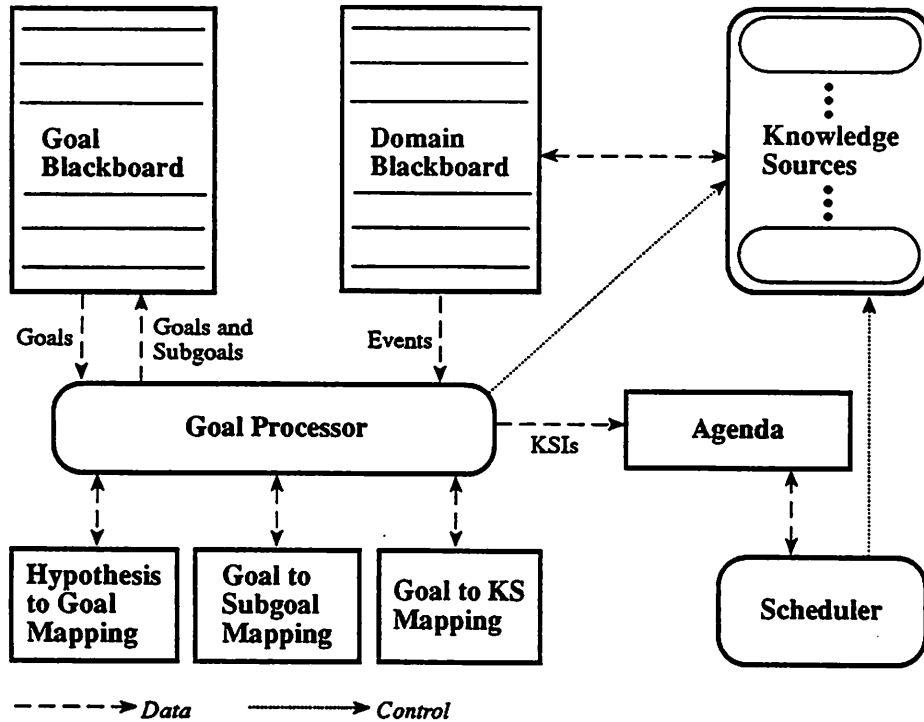 Goal
Blackboard
Domain
Blackboard
Knowledge
Sources
Goals
Goals and
Subgoals
Events
Goal Processor
KSIs
Agenda
Hypothesis
to Goal
Mapping
Goal to
Subgoal
Mapping
Goal to KS
Mapping
Scheduler
Data
Control